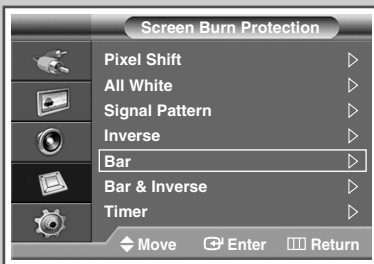 Screen Burn Protection
Pixel Shift
All White
Signal Pattern
Inverse
Bar
Bar & Inverse
Timer
Move Enter Return